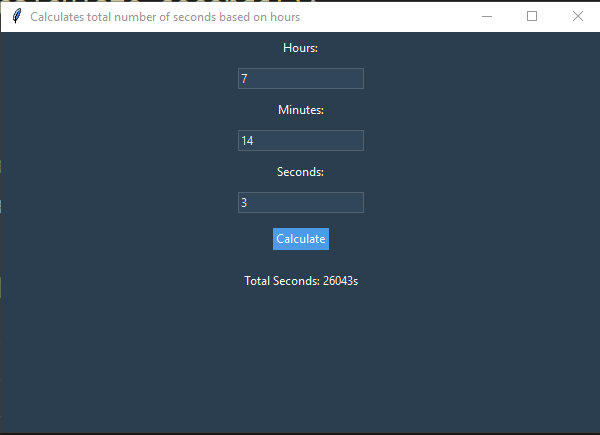 Calculates total number of seconds based on hours
Hours:
7
Minutes:
14
Seconds:
3
Calculate
Total Seconds: 26043s